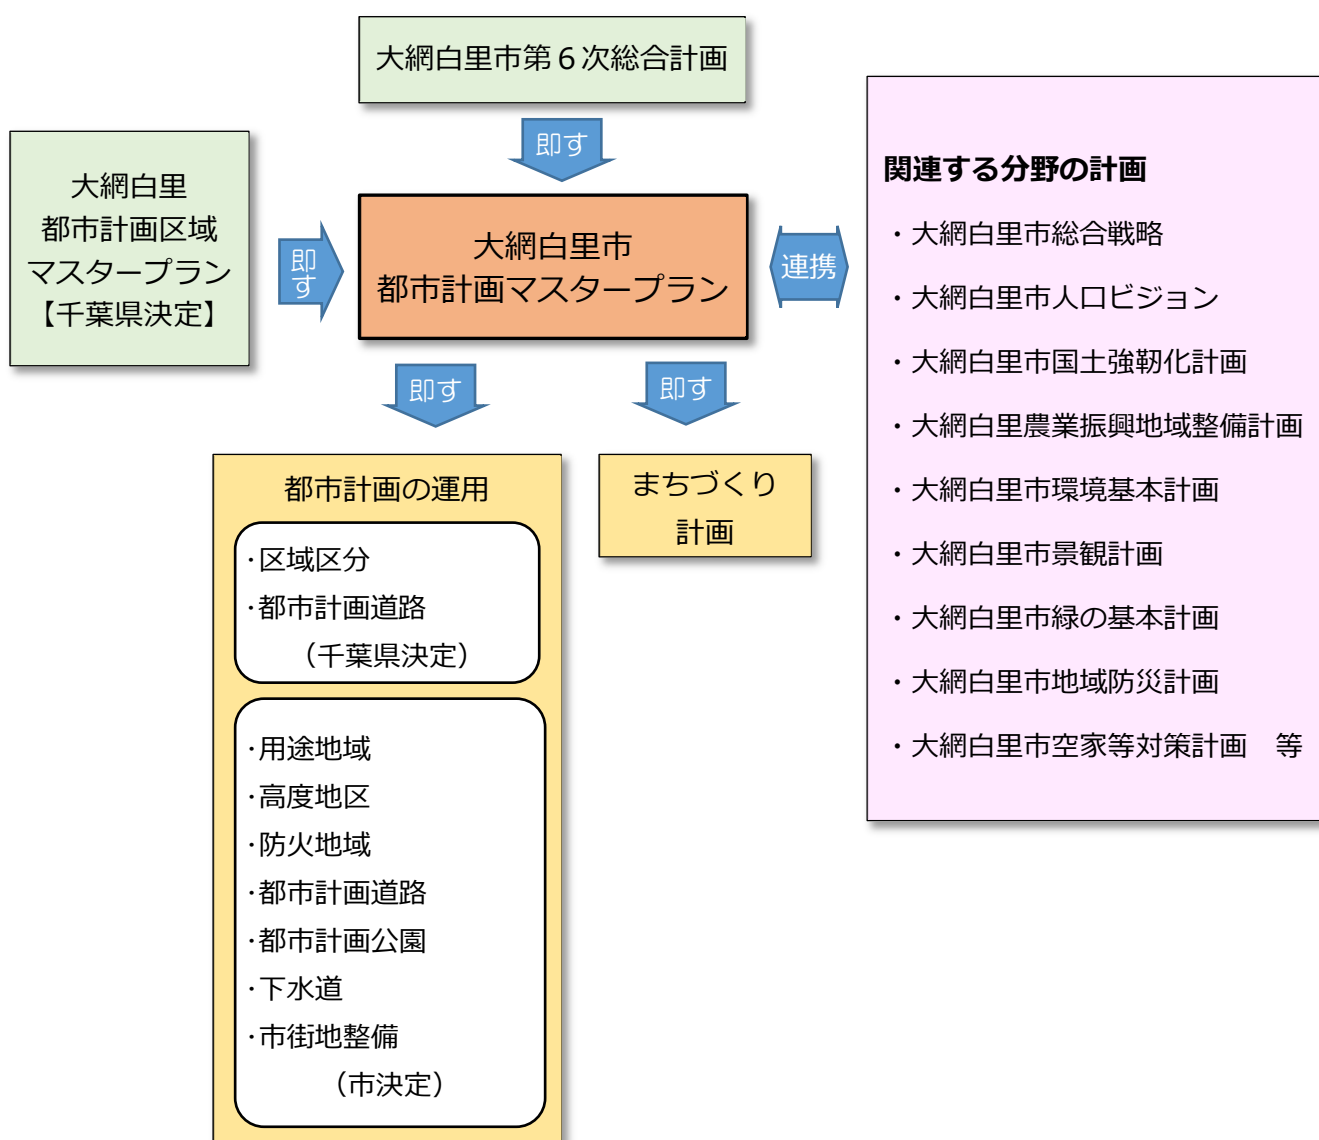 大網白里市第６次総合計画
即す
大網白里
都市計画区域
マスタープラン
【千葉県決定】
即す
大網白里市
都市計画マスタープラン
連携
関連する分野の計画
・大網白里市総合戦略
・大網白里市人口ビジョン
・大網白里市国土強靭化計画
・大網白里農業振興地域整備計画
・大網白里市環境基本計画
・大網白里市景観計画
・大網白里市緑の基本計画
・大網白里市地域防災計画
・大網白里市空家等対策計画　等
即す
即す
都市計画の運用
・区域区分
・都市計画道路
（千葉県決定）
・用途地域
・高度地区
・防火地域
・都市計画道路
・都市計画公園
・下水道
・市街地整備
（市決定）
まちづくり
計画